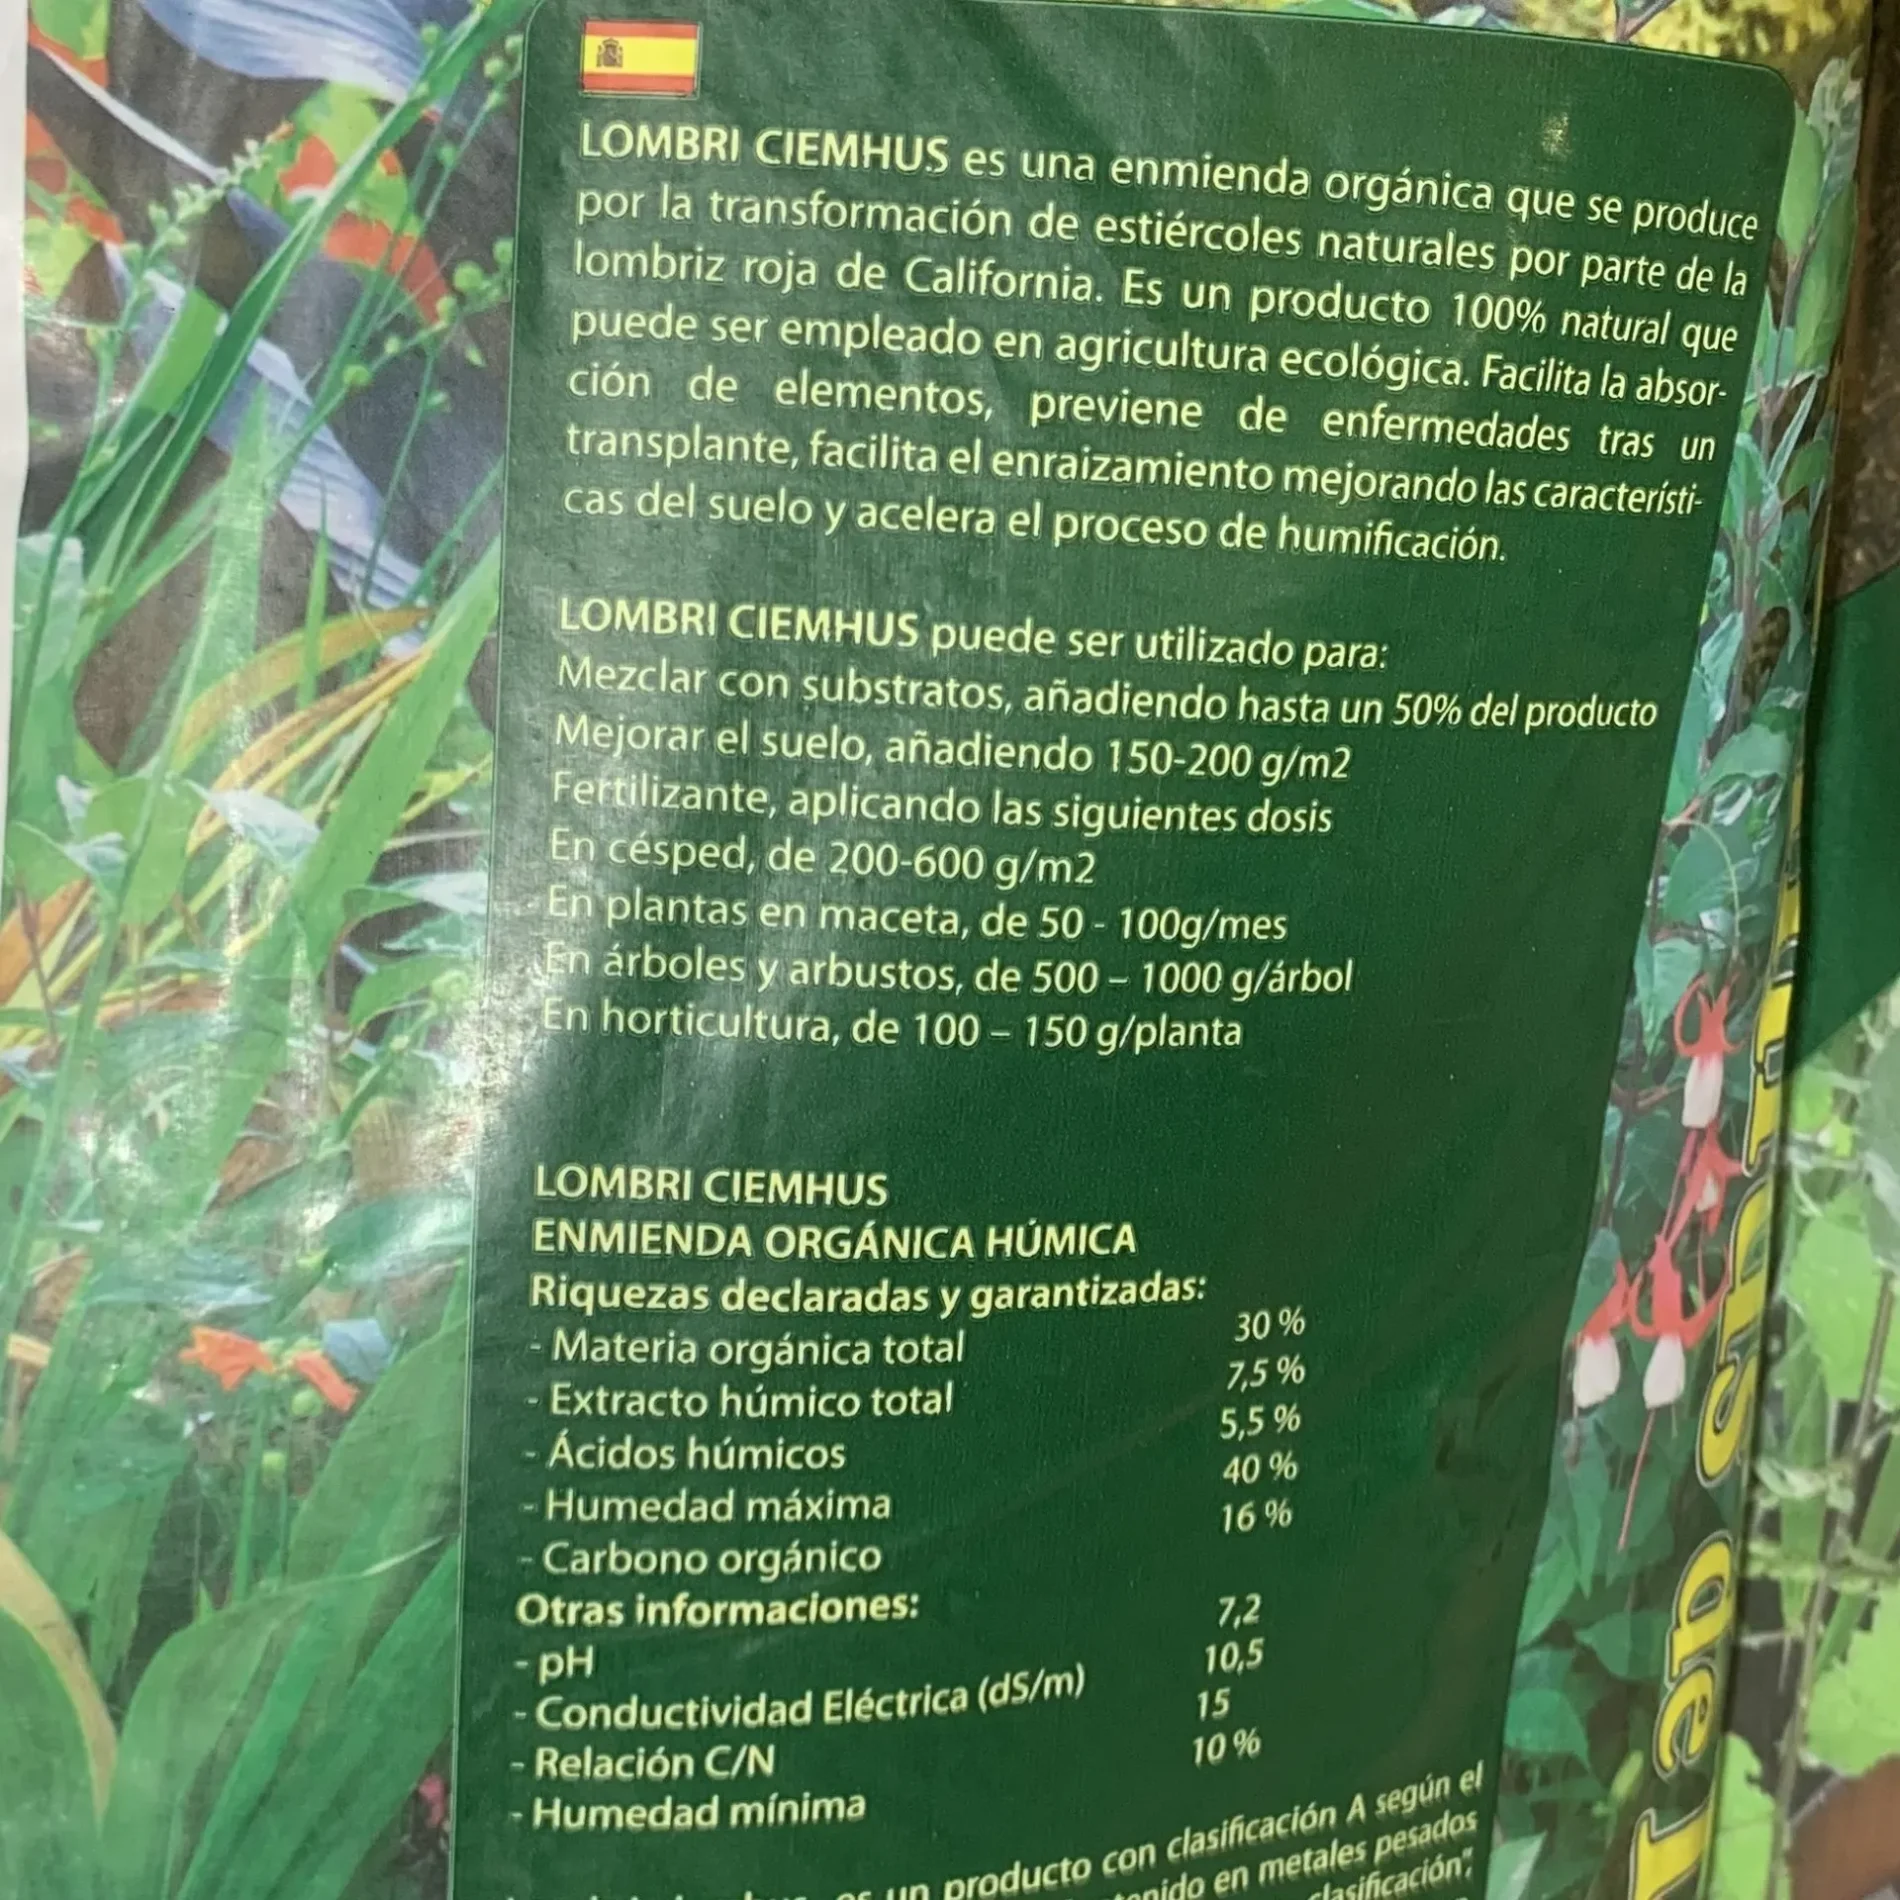 LOMBRI CIEMHUS es una enmienda orgánica que se produce
por la transformación de estiércoles naturales por parte de la
lombriz roja de California. Es un producto 100% natural que
puede ser empleado en agricultura ecológica. Facilita la absor-
ción de elementos, previene de enfermedades tras un
transplante, facilita el enraizamiento mejorando las característi-
cas del suelo y acelera el proceso de humificación.
LOMBRI CIEMHUS puede ser utilizado para:
Mezclar con substratos, añadiendo hasta un 50% del producto
Mejorar el suelo, añadiendo 150-200 g/m2
Fertilizante, aplicando las siguientes dosis
En césped, de 200-600 g/m2
En plantas en maceta, de 50 - 100g/mes
En árboles y arbustos, de 500 – 1000 g/árbol
En horticultura, de 100 – 150 g/planta
LOMBRI CIEMHUS
ENMIENDA ORGÁNICA HÚMICA
Riquezas declaradas y garantizadas:
- Materia orgánica total 30 %
- Extracto húmico total 7,5 %
- Ácidos húmicos 5,5 %
- Humedad máxima 40 %
- Carbono orgánico 16 %
Otras informaciones:
- pH 7,2
- Conductividad Eléctrica (dS/m) 10,5
- Relación C/N 15
- Humedad mínima 10 %
es un producto con clasificación A según el
en metales pesados
clasificación",
de